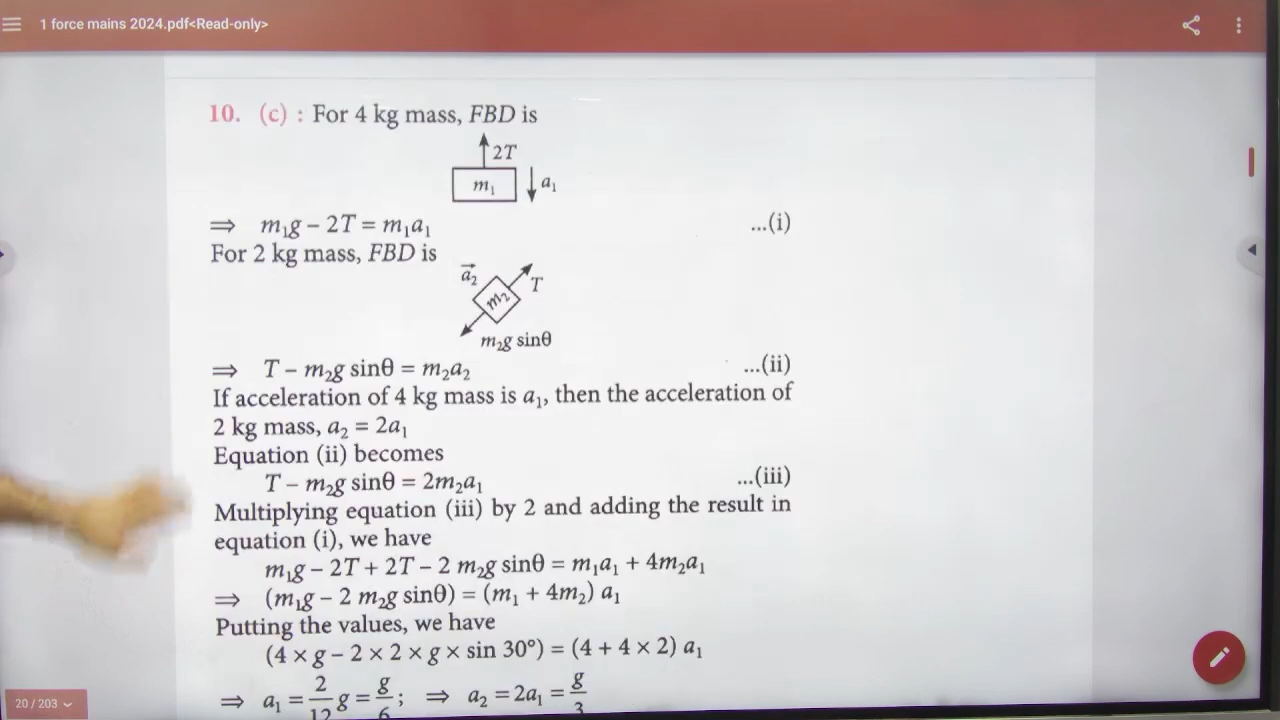 1 force mains 2024.pdf<Read-only>
10. (c) : For 4 kg mass, FBD is
2T
m₁
a₁
⇒ m₁g – 2T = m₁a₁ ...(i)
For 2 kg mass, FBD is
a⃗₂
T
m₂
m₂g sinθ
⇒ T – m₂g sinθ = m₂a₂ ...(ii)
If acceleration of 4 kg mass is a₁, then the acceleration of
2 kg mass, a₂ = 2a₁
Equation (ii) becomes
T – m₂g sinθ = 2m₂a₁ ...(iii)
Multiplying equation (iii) by 2 and adding the result in
equation (i), we have
m₁g – 2T + 2T – 2 m₂g sinθ = m₁a₁ + 4m₂a₁
⇒ (m₁g – 2 m₂g sinθ) = (m₁ + 4m₂) a₁
Putting the values, we have
(4 × g – 2 × 2 × g × sin 30°) = (4 + 4 × 2) a₁
⇒ a₁ = 2/12 g = g/6 ; ⇒ a₂ = 2a₁ = g/3
20 / 203